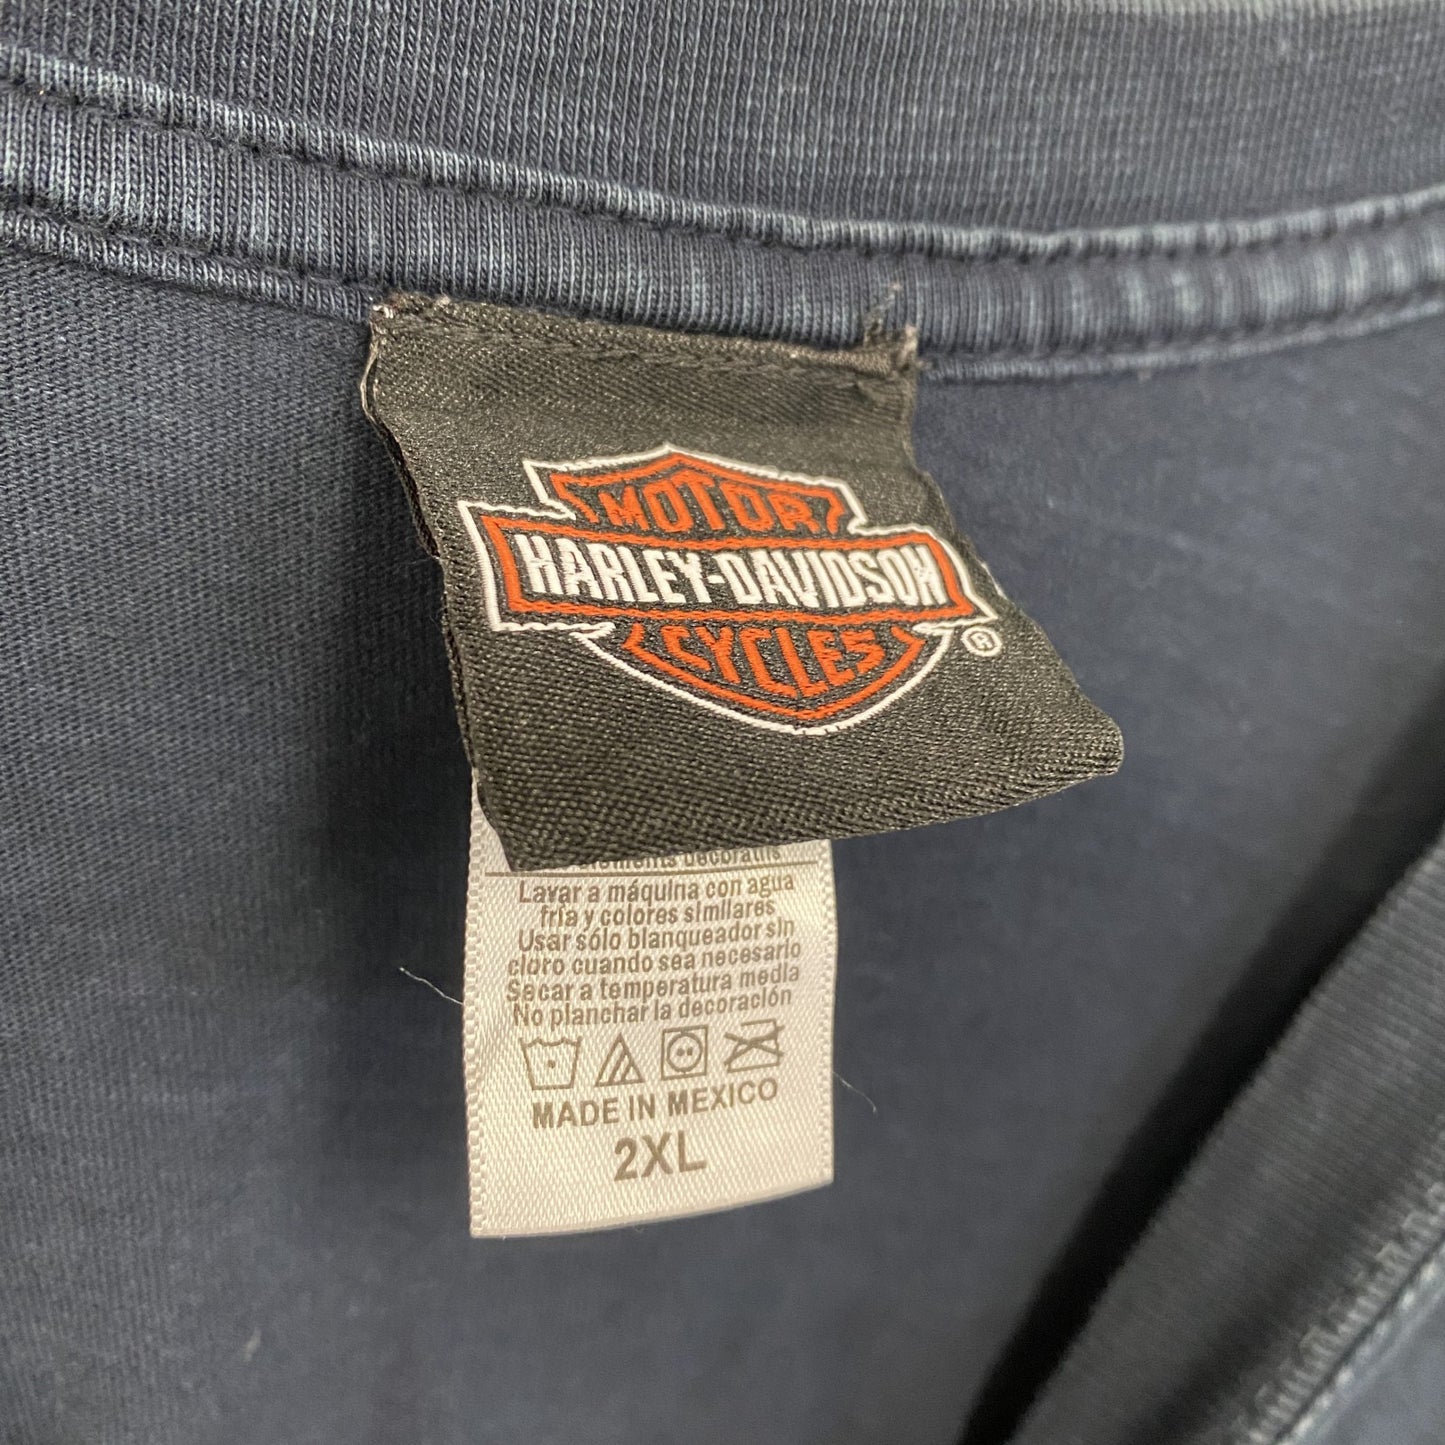 MOTOR
HARLEY-DAVIDSON
CYCLES
®
décoratifs
Lavar a máquina con agua
fría y colores similares
Usar sólo blanqueador sin
cloro cuando sea necesario
Secar a temperatura media
No planchar la decoración
MADE IN MEXICO
2XL